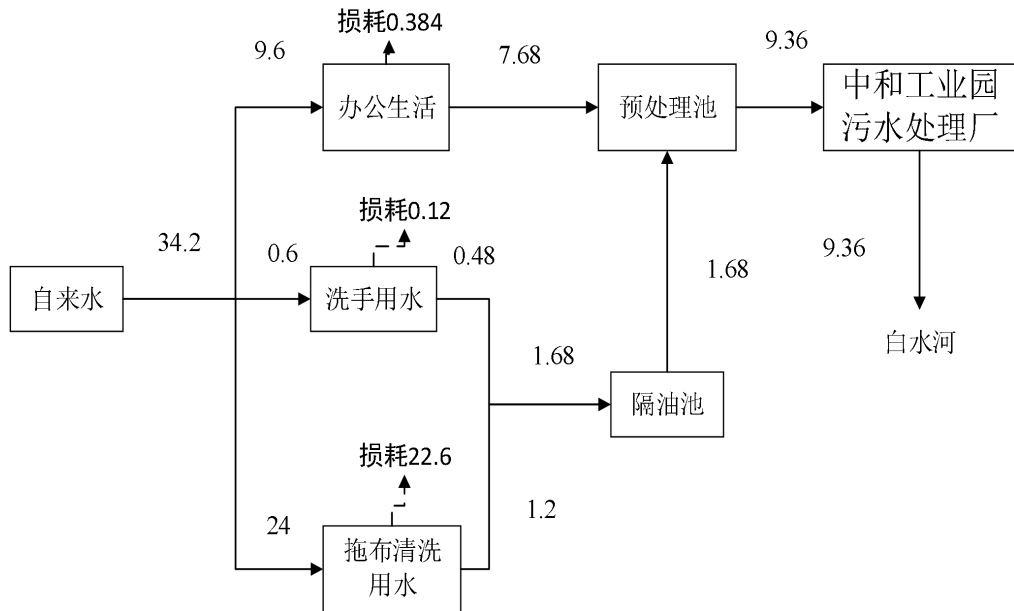 损耗0.384
9.6
7.68
9.36
办公生活
预处理池
中和工业园
污水处理厂
损耗0.12
34.2
0.6
0.48
1.68
9.36
自来水
洗手用水
白水河
1.68
隔油池
损耗22.6
24
1.2
拖布清洗
用水